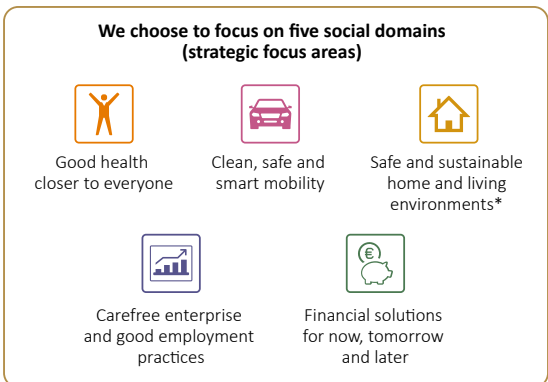 We choose to focus on five social domains
(strategic focus areas)
Good health
closer to everyone
Clean, safe and
smart mobility
Safe and sustainable
home and living
environments*
€
Carefree enterprise
and good employment
practices
Financial solutions
for now, tomorrow
and later